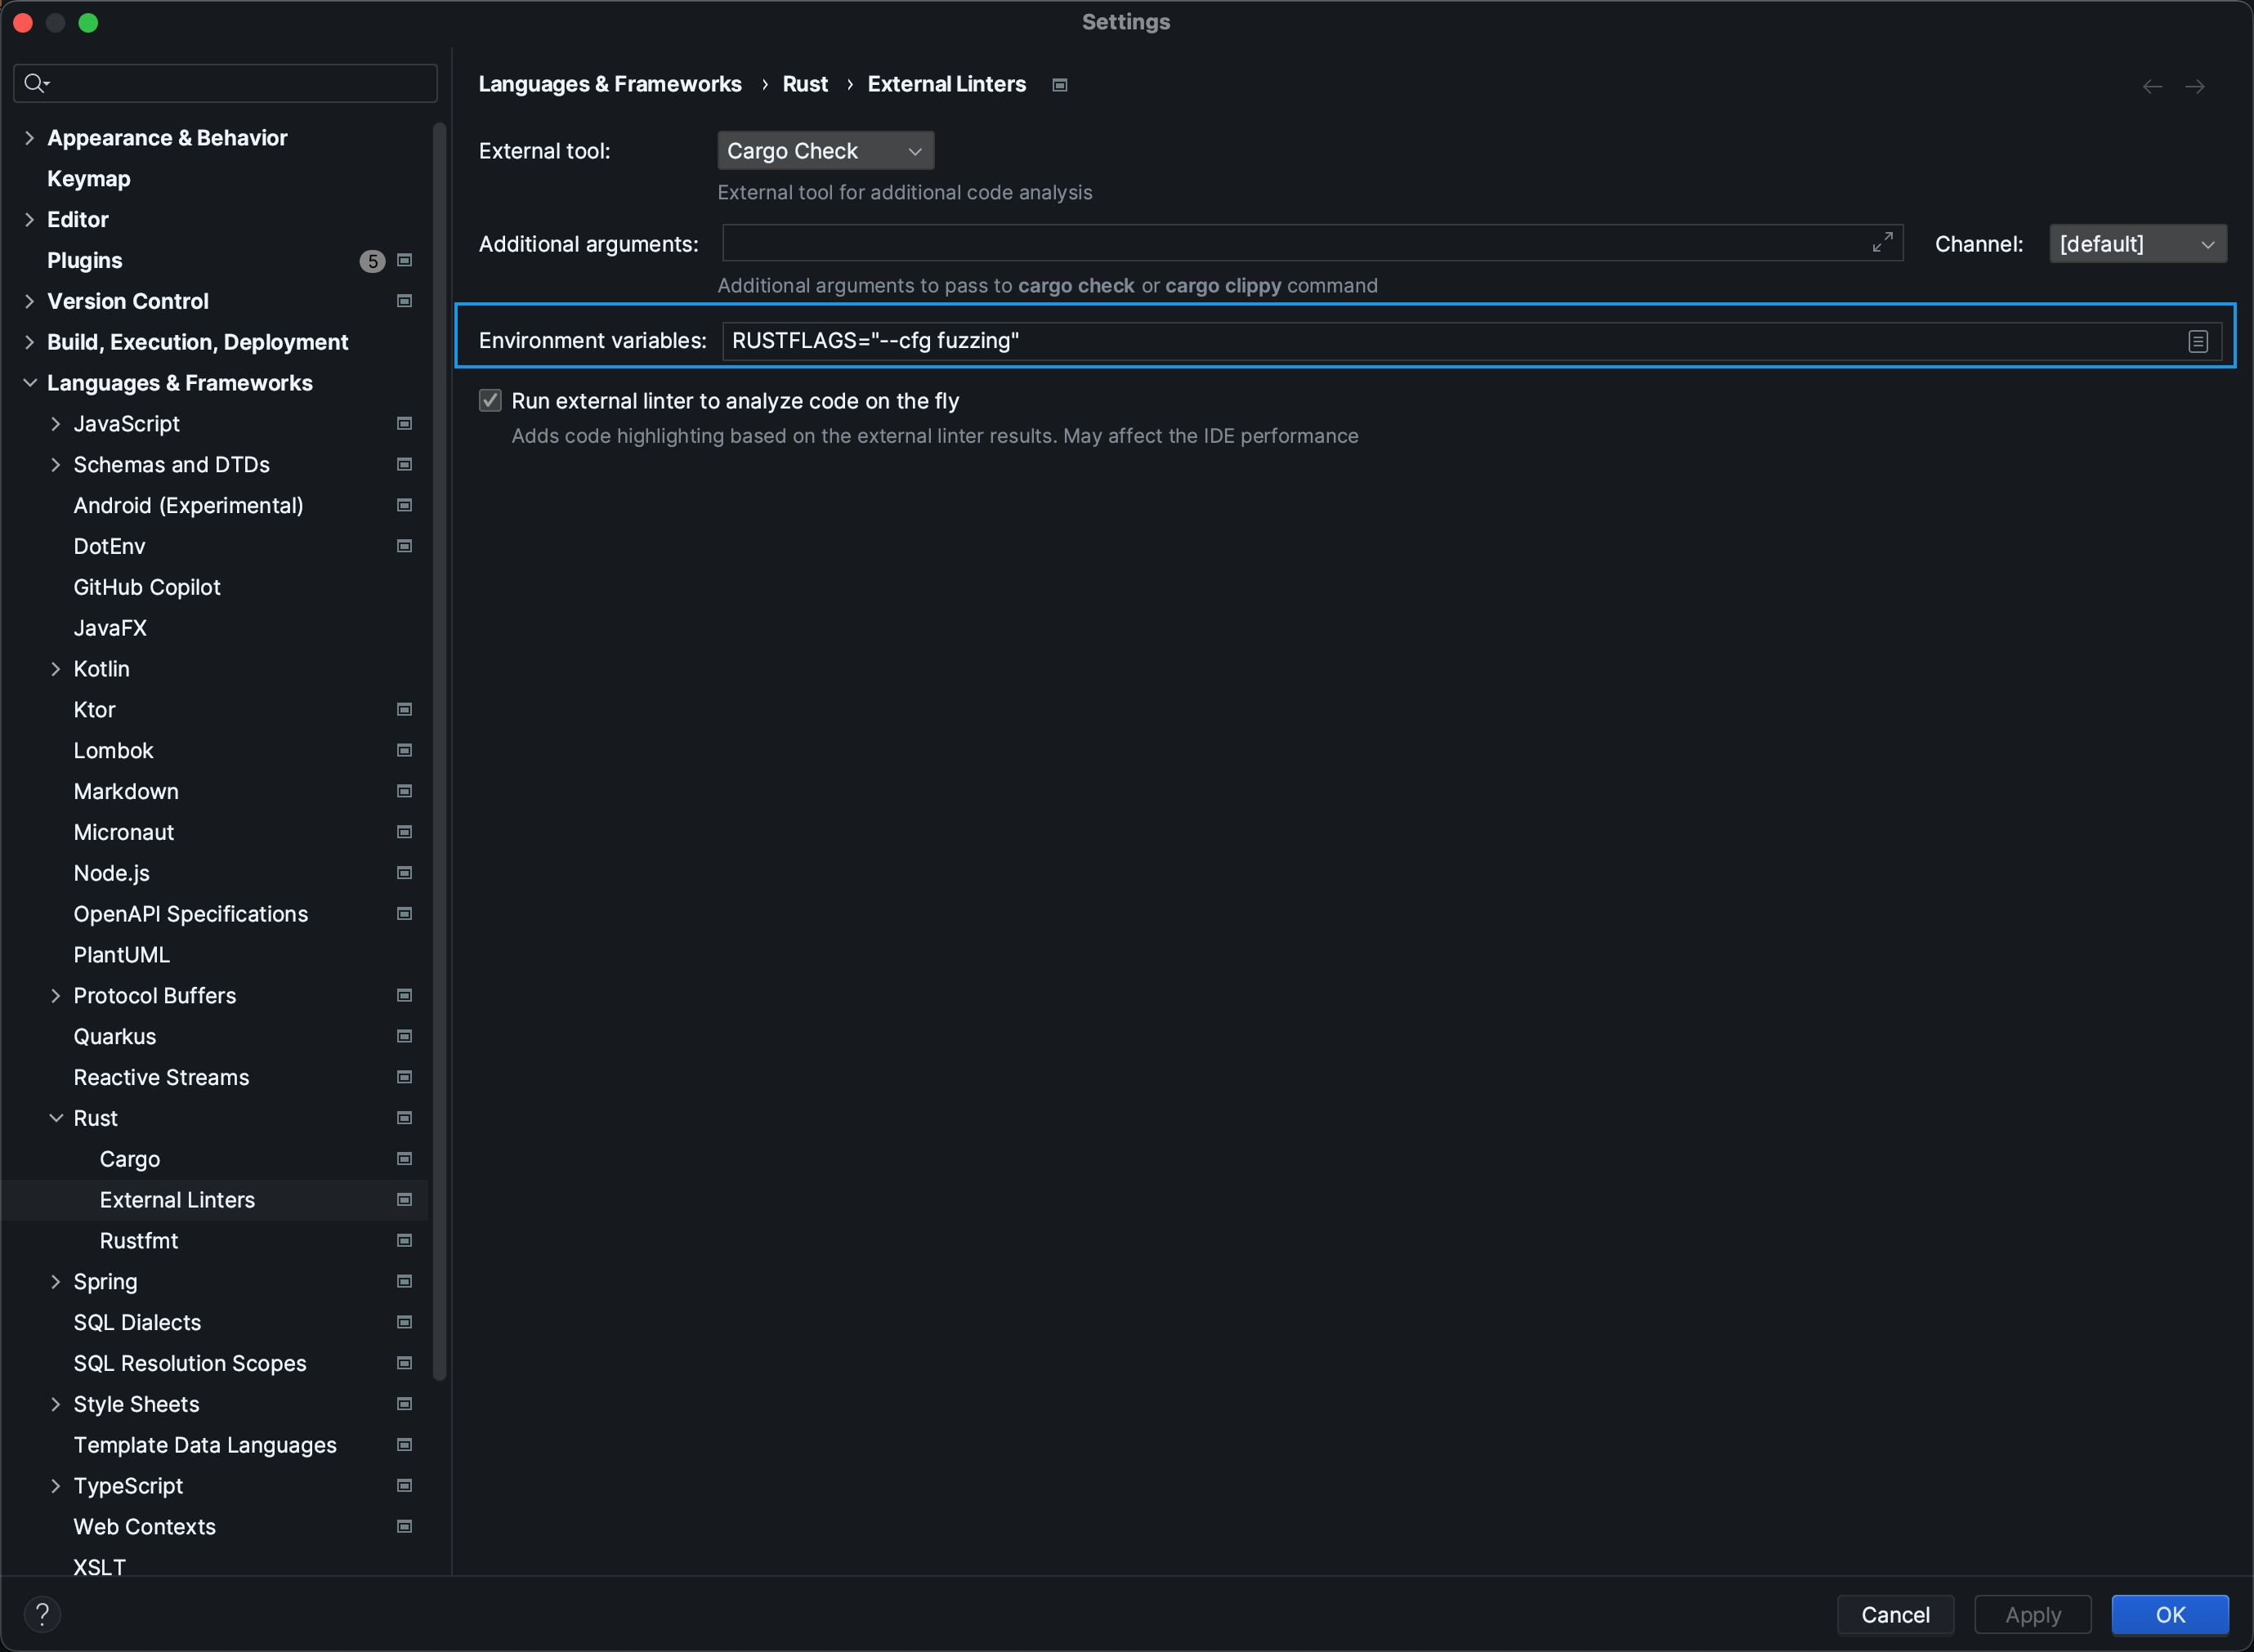 Settings
Appearance & Behavior
Keymap
Editor
Plugins 5
Version Control
Build, Execution, Deployment
Languages & Frameworks
JavaScript
Schemas and DTDs
Android (Experimental)
DotEnv
GitHub Copilot
JavaFX
Kotlin
Ktor
Lombok
Markdown
Micronaut
Node.js
OpenAPI Specifications
PlantUML
Protocol Buffers
Quarkus
Reactive Streams
Rust
Cargo
External Linters
Rustfmt
Spring
SQL Dialects
SQL Resolution Scopes
Style Sheets
Template Data Languages
TypeScript
Web Contexts
XSLT
Languages & Frameworks › Rust › External Linters
External tool: Cargo Check
External tool for additional code analysis
Additional arguments: Channel: [default]
Additional arguments to pass to cargo check or cargo clippy command
Environment variables: RUSTFLAGS="--cfg fuzzing"
Run external linter to analyze code on the fly
Adds code highlighting based on the external linter results. May affect the IDE performance
? Cancel Apply OK